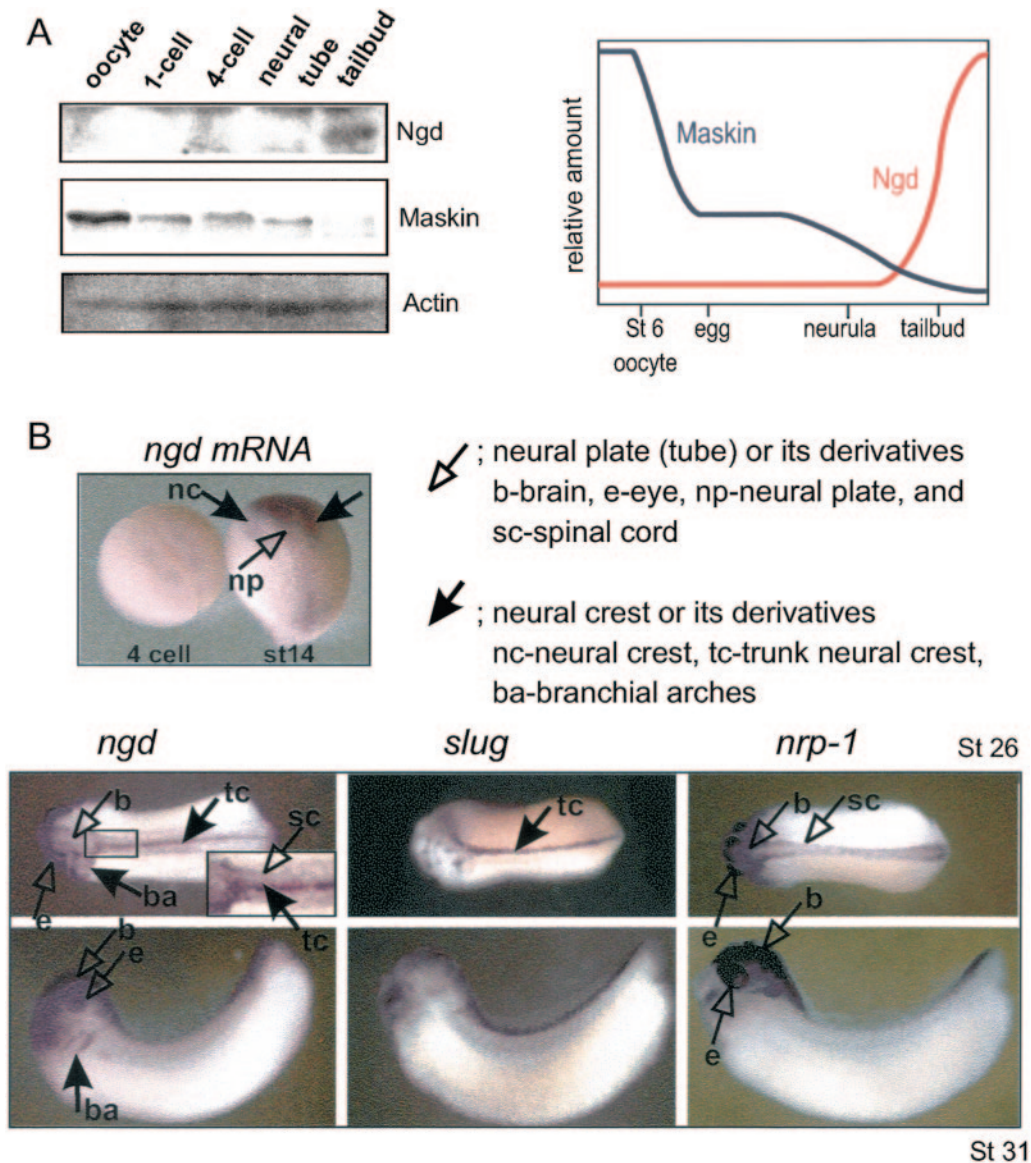 A
oocyte
1-cell
4-cell
neural
tube
tailbud
Ngd
Maskin
Actin
relative amount
Maskin
Ngd
St 6
oocyte
egg
neurula
tailbud
B
ngd mRNA
nc
np
4 cell
st14
; neural plate (tube) or its derivatives
b-brain, e-eye, np-neural plate, and
sc-spinal cord
; neural crest or its derivatives
nc-neural crest, tc-trunk neural crest,
ba-branchial arches
ngd
slug
nrp-1
St 26
b
tc
sc
e
ba
tc
tc
b
sc
e
b
e
ba
b
e
St 31